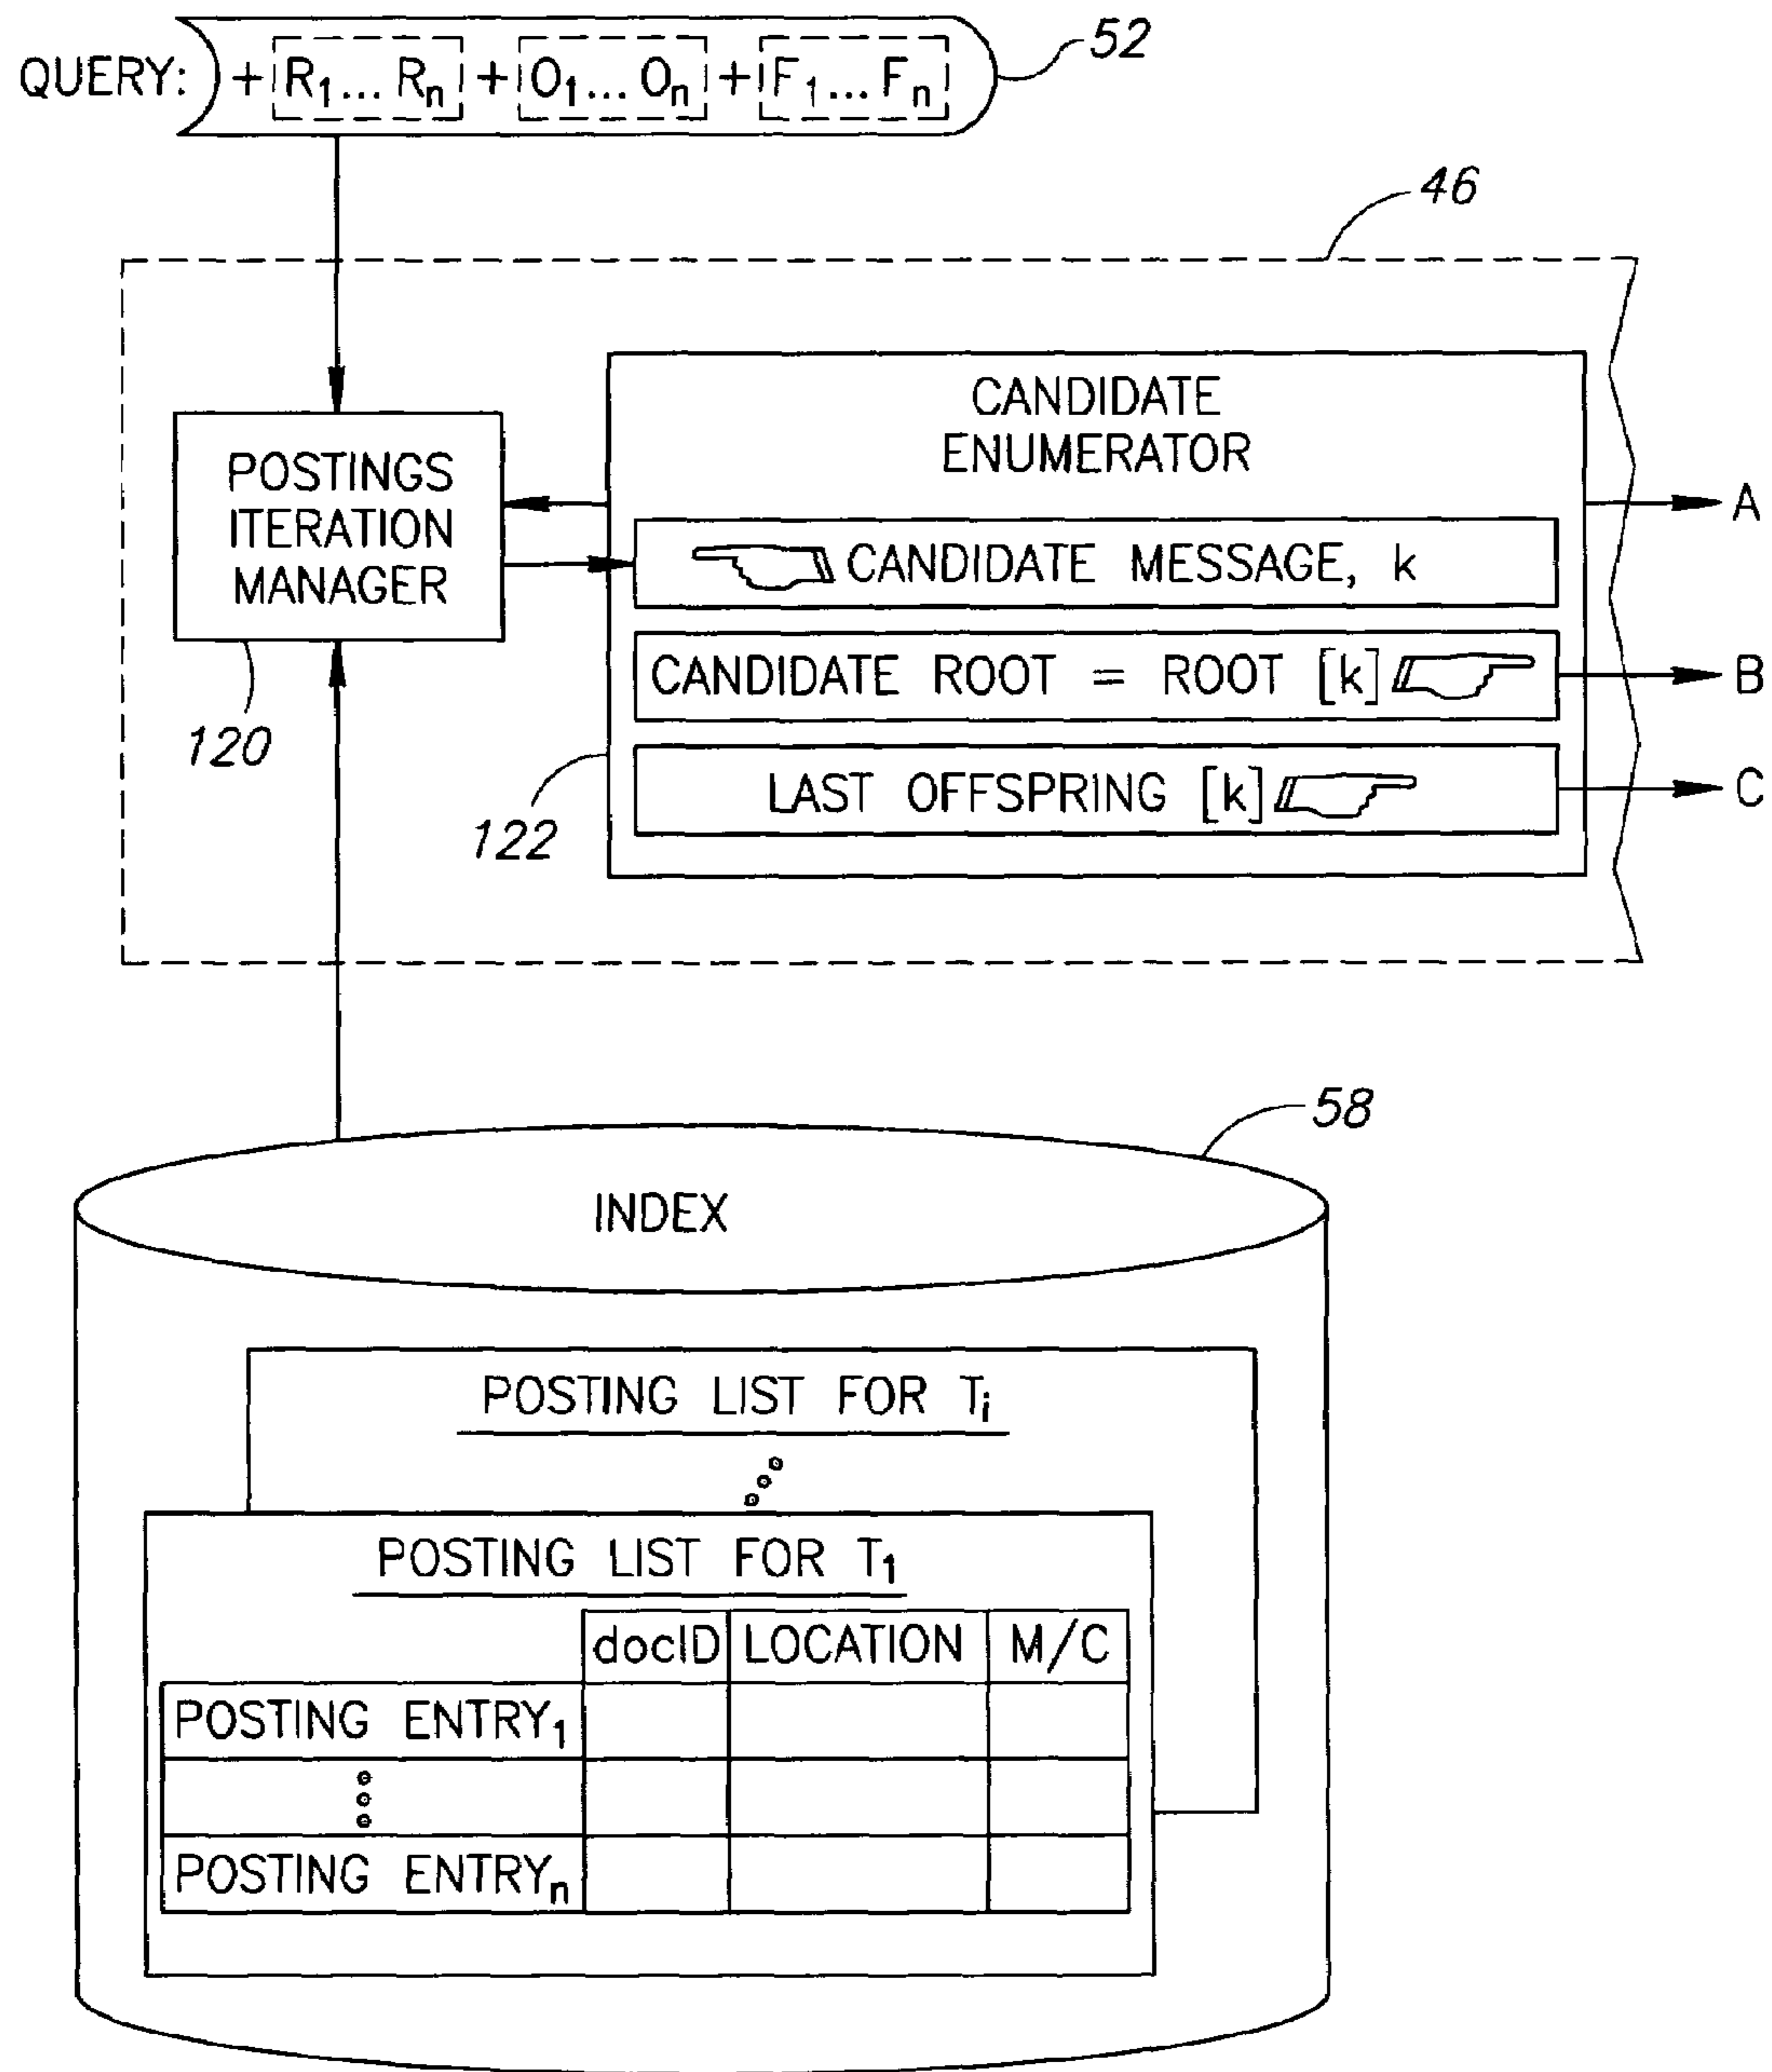 QUERY: + R1... Rn + O1... On + F1... Fn
52
46
CANDIDATE
ENUMERATOR
POSTINGS
ITERATION
MANAGER
A
CANDIDATE MESSAGE, k
CANDIDATE ROOT = ROOT [k]
B
LAST OFFSPRING [k]
C
120
122
58
INDEX
POSTING LIST FOR Ti
POSTING LIST FOR T1
docID LOCATION M/C
POSTING ENTRY1
POSTING ENTRYn